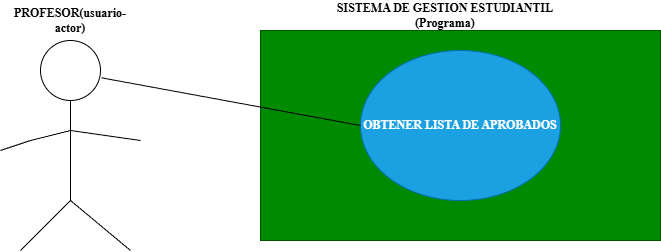 PROFESOR(usuario-
actor)
SISTEMA DE GESTION ESTUDIANTIL
(Programa)
OBTENER LISTA DE APROBADOS